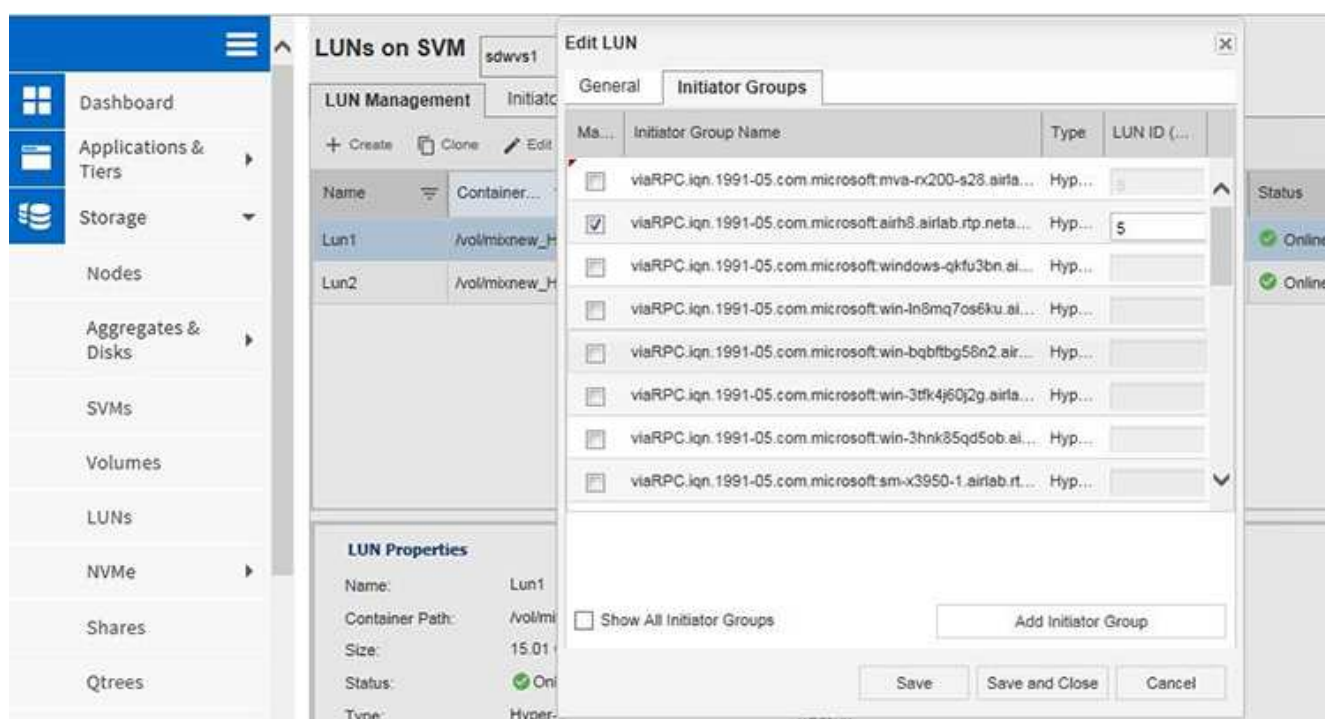 Dashboard
Applications &
Tiers
Storage
Nodes
Aggregates &
Disks
SVMs
Volumes
LUNs
NVMe
Shares
Qtrees
LUNs on SVM sdwvs1
LUN Management Initiato
+ Create Clone Edit
Name Container... Status
Lun1 /vol/mixnew_H Online
Lun2 /vol/mixnew_H Online
LUN Properties
Name: Lun1
Container Path: /vol/mi
Size: 15.01
Status: Onl
Type: Hyper-
Edit LUN
General Initiator Groups
Ma... Initiator Group Name Type LUN ID (...
viaRPC.iqn.1991-05.com.microsoft:mva-rx200-s28.airla... Hyp...
viaRPC.iqn.1991-05.com.microsoft:airh8.airlab.rtp.neta... Hyp... 5
viaRPC.iqn.1991-05.com.microsoft:windows-qkfu3bn.ai... Hyp...
viaRPC.iqn.1991-05.com.microsoft:win-ln8mq7os6ku.ai... Hyp...
viaRPC.iqn.1991-05.com.microsoft:win-bqbftbg58n2.air... Hyp...
viaRPC.iqn.1991-05.com.microsoft:win-3tfk4j60j2g.airla... Hyp...
viaRPC.iqn.1991-05.com.microsoft:win-3hnk85qd5ob.ai... Hyp...
viaRPC.iqn.1991-05.com.microsoft:sm-x3950-1.airlab.rt... Hyp...
Show All Initiator Groups Add Initiator Group
Save Save and Close Cancel